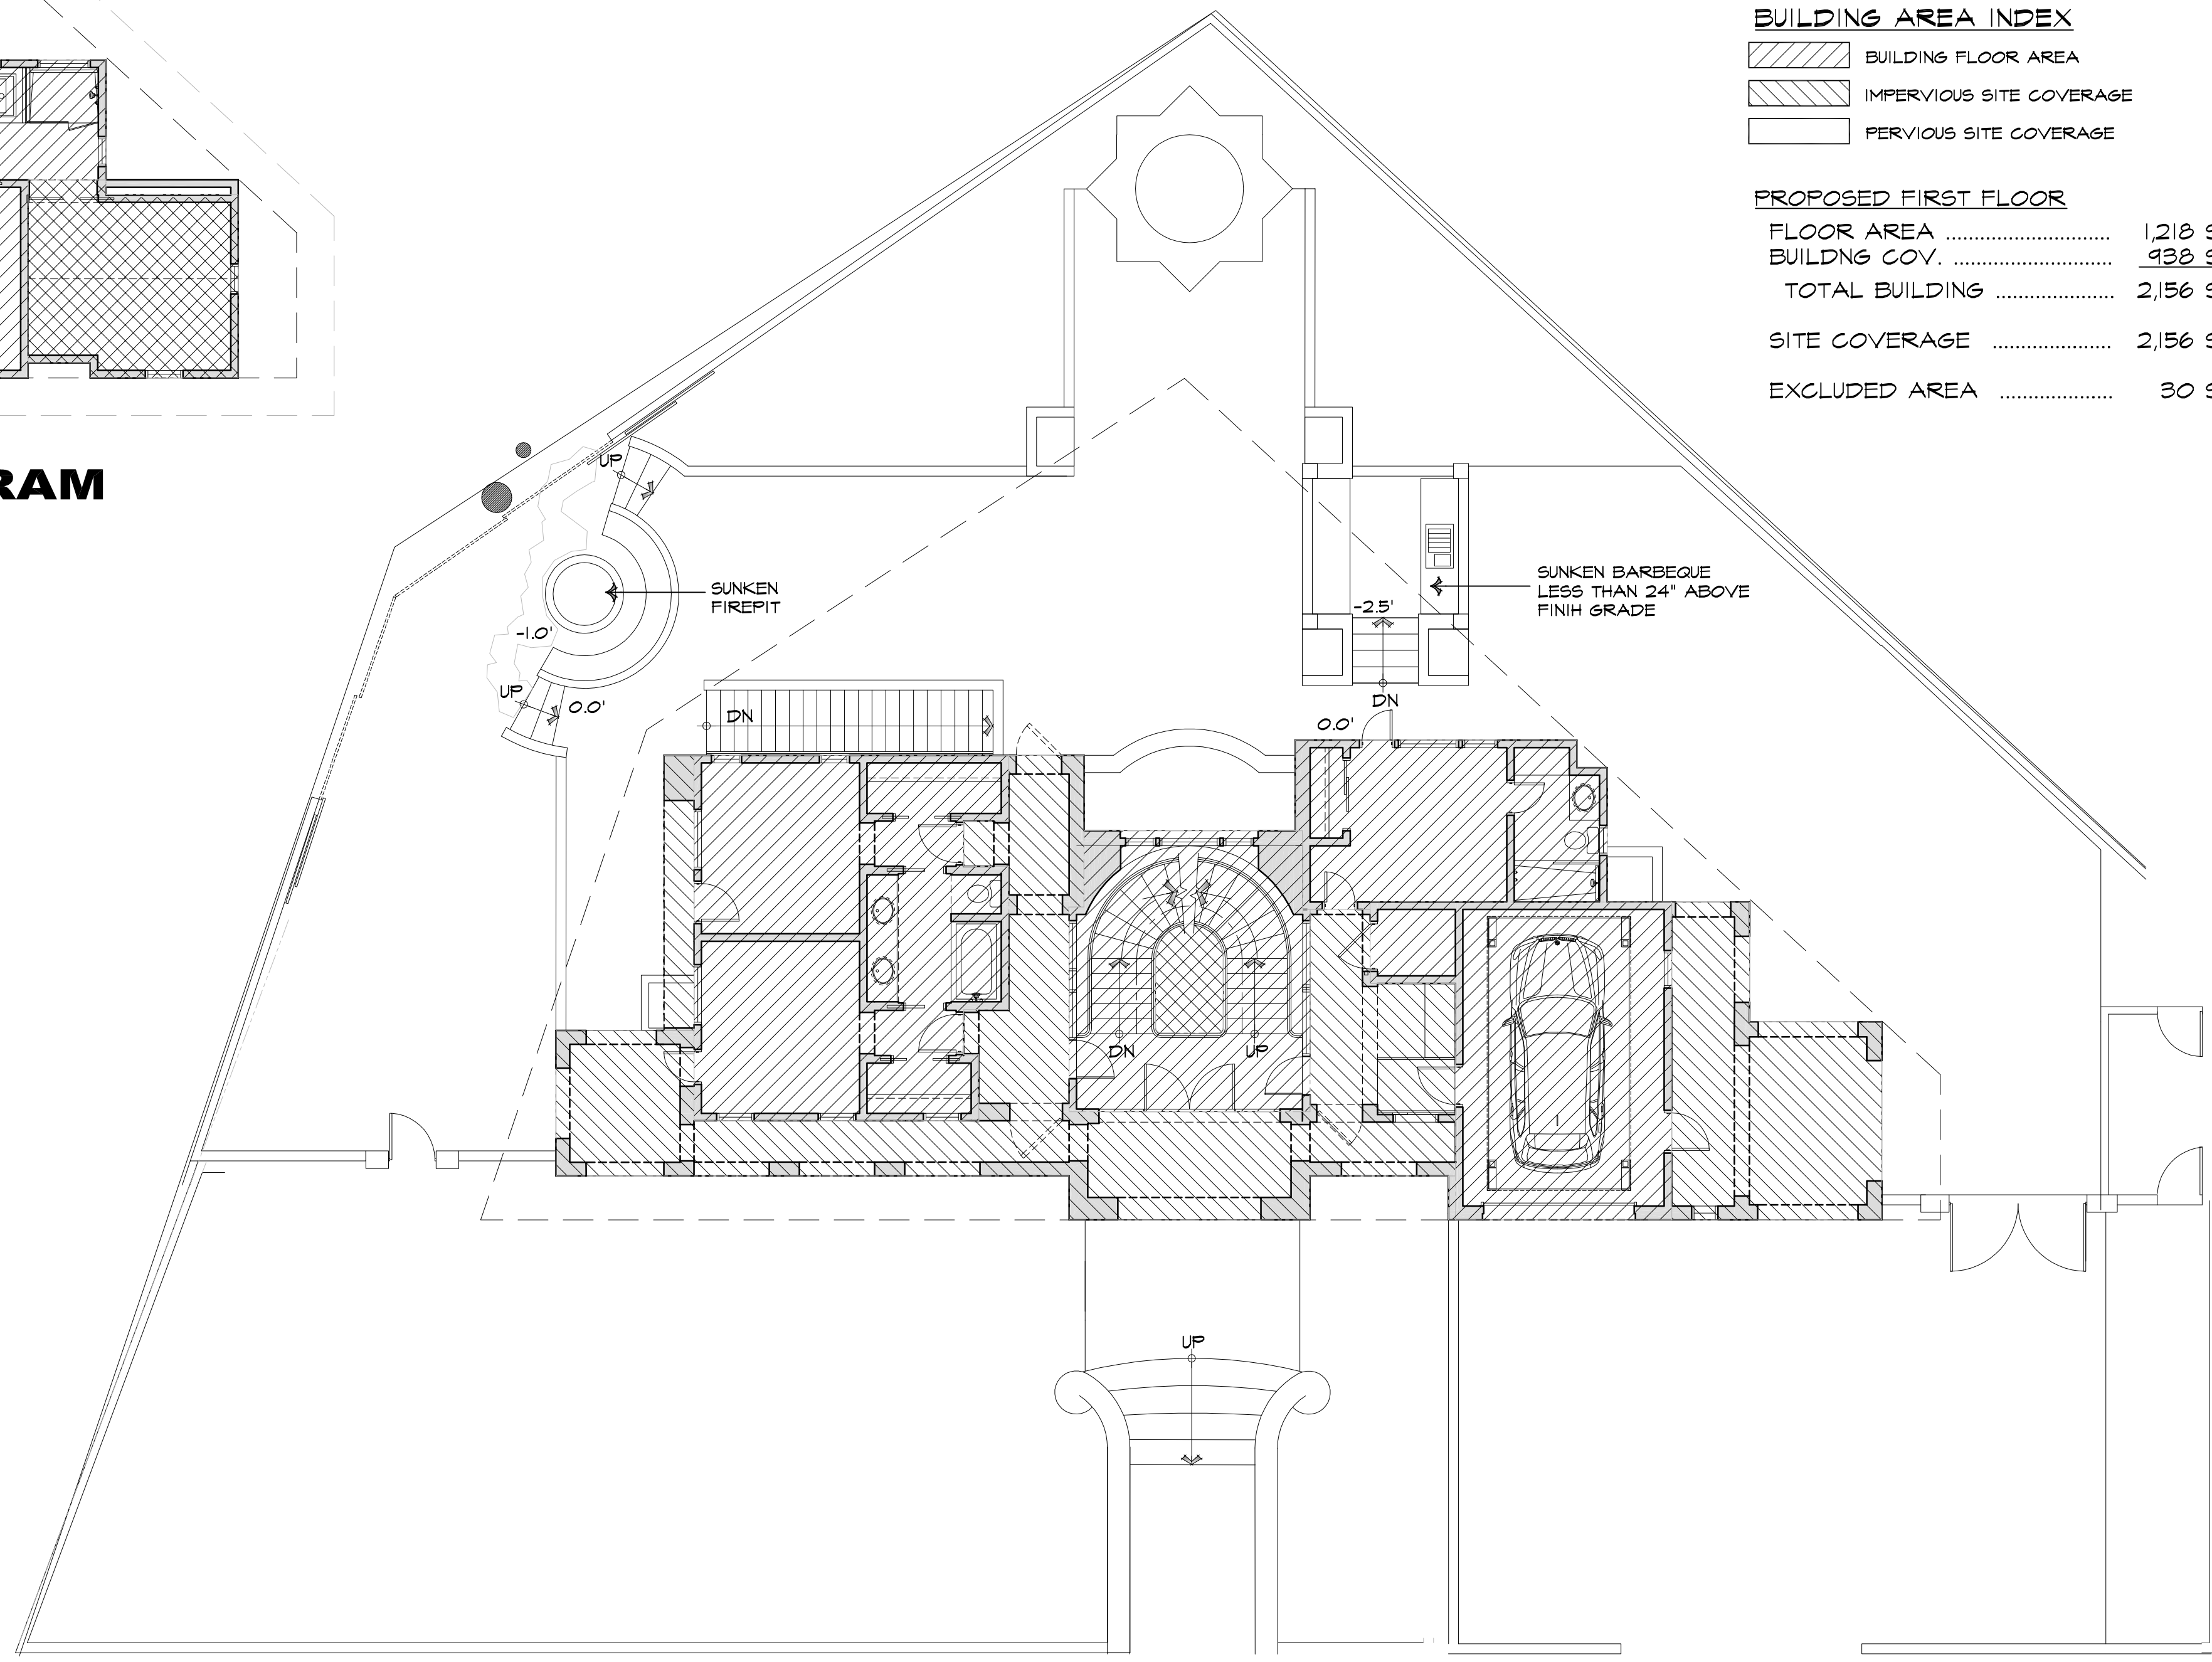 BUILDING AREA INDEX
BUILDING FLOOR AREA
IMPERVIOUS SITE COVERAGE
PERVIOUS SITE COVERAGE
PROPOSED FIRST FLOOR
FLOOR AREA ............................. 1,218 S
BUILDNG COV. ............................ 938 S
TOTAL BUILDING ..................... 2,156 S
SITE COVERAGE ..................... 2,156 S
EXCLUDED AREA .................... 30 S
RAM
UP
SUNKEN
FIREPIT
-1.0'
UP
0.0'
DN
SUNKEN BARBEQUE
LESS THAN 24" ABOVE
FINIH GRADE
-2.5'
DN
0.0'
DN
UP
1
UP